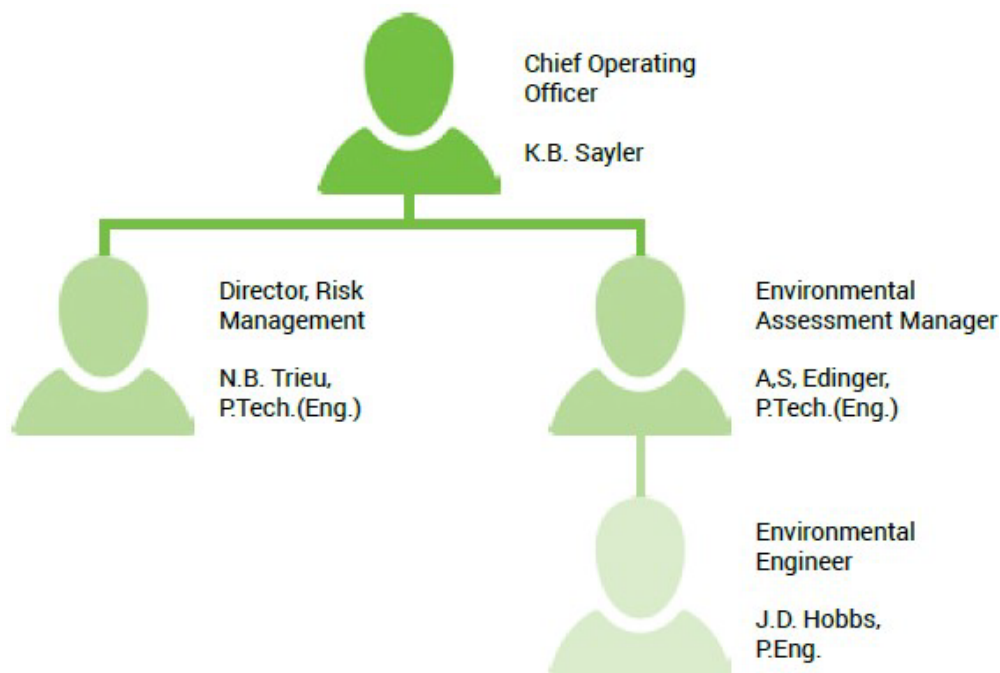 Chief Operating
Officer
K.B. Sayler
Director, Risk
Management
N.B. Trieu,
P.Tech.(Eng.)
Environmental
Assessment Manager
A,S, Edinger,
P.Tech.(Eng.)
Environmental
Engineer
J.D. Hobbs,
P.Eng.